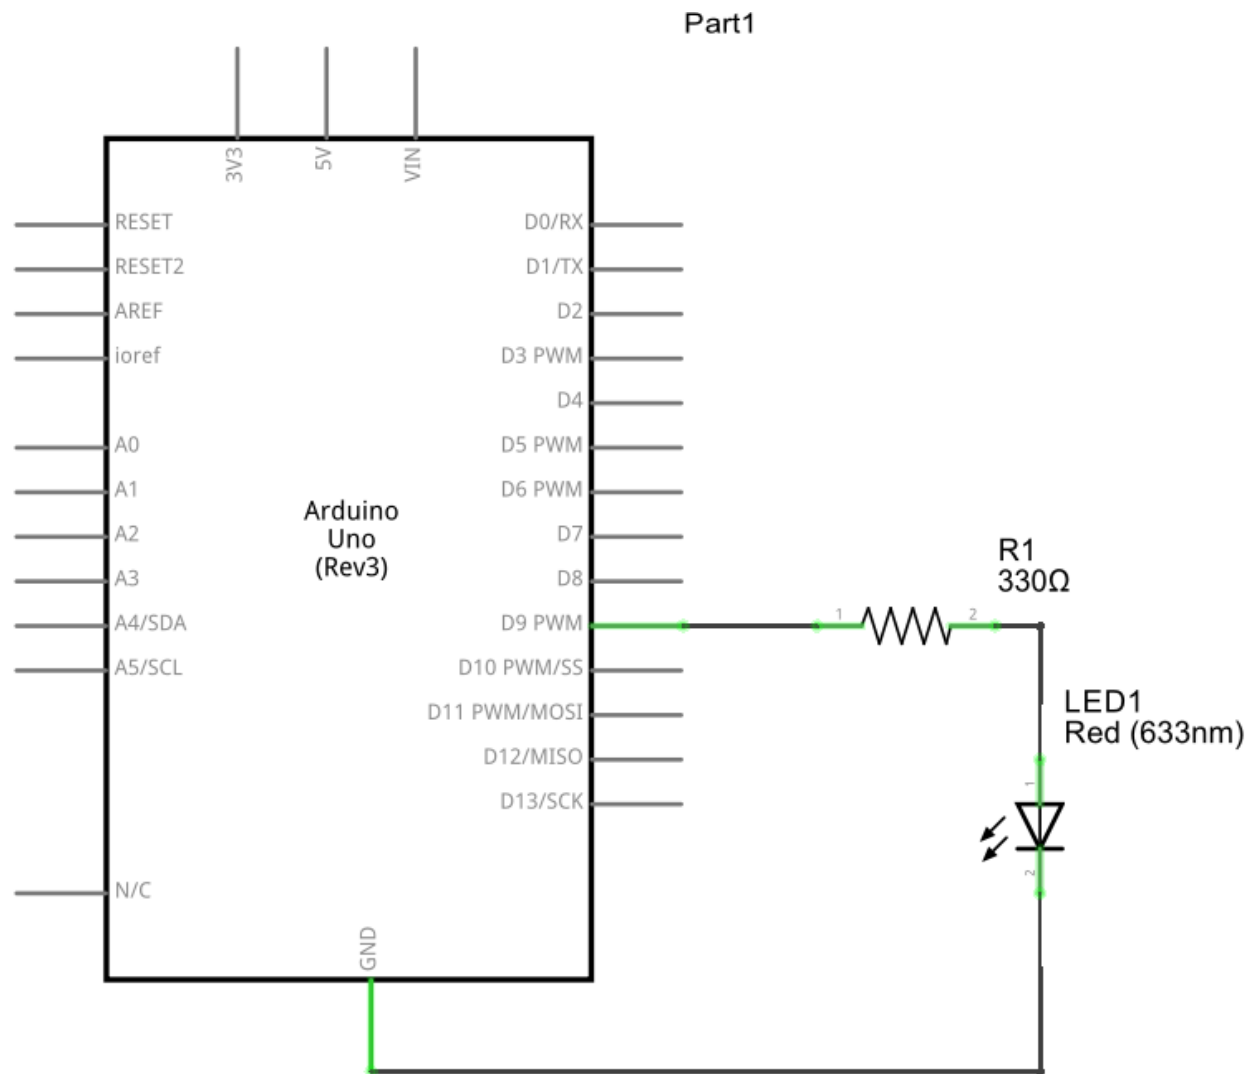 Part1
3V3
5V
VIN
RESET
RESET2
AREF
ioref
A0
A1
A2
A3
A4/SDA
A5/SCL
N/C
Arduino
Uno
(Rev3)
D0/RX
D1/TX
D2
D3 PWM
D4
D5 PWM
D6 PWM
D7
D8
D9 PWM
D10 PWM/SS
D11 PWM/MOSI
D12/MISO
D13/SCK
GND
R1
330Ω
1
2
LED1
Red (633nm)
1
2